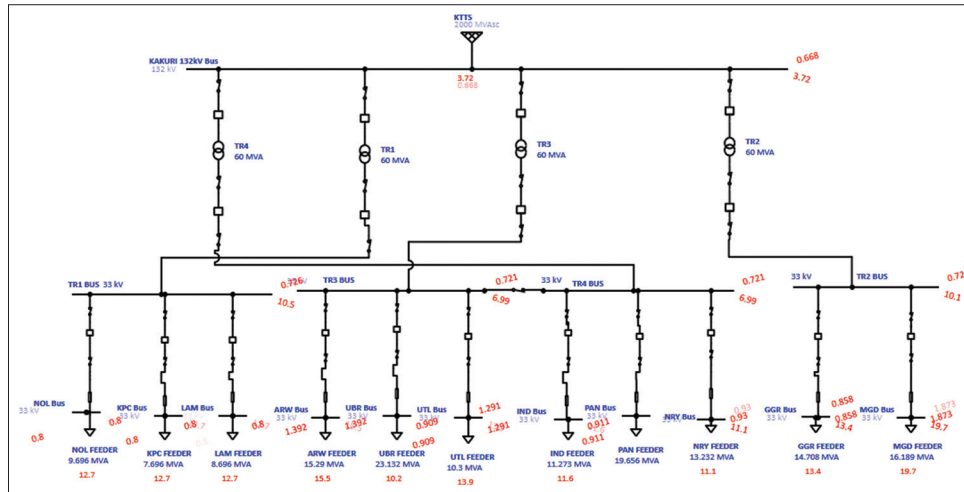 KTTS
2000 MVAsc
KAKURI 132kV Bus
132 kV
3.72
0.668
0.668
3.72
TR4
60 MVA
TR1
60 MVA
TR3
60 MVA
TR2
60 MVA
TR1 BUS 33 kV
0.726
10.5
TR3 BUS
0.721
6.99
33 kV
TR4 BUS
0.721
6.99
33 kV
TR2 BUS
0.72
10.1
NOL Bus
33 kV
0.8
KPC Bus
33 kV
0.8
0.8
LAM Bus
33 kV
0.8
0.8
ARW Bus
33 kV
1.392
UBR Bus
33 kV
1.392
UTL Bus
33 kV
0.909
0.909
1.291
1.291
IND Bus
33 kV
0.911
0.911
PAN Bus
33 kV
NRY Bus
33 kV
0.93
0.93
11.1
GGR Bus
33 kV
0.858
0.858
13.4
MGD Bus
33 kV
1.873
1.873
19.7
NOL FEEDER
9.696 MVA
12.7
KPC FEEDER
7.696 MVA
12.7
LAM FEEDER
8.696 MVA
12.7
ARW FEEDER
15.29 MVA
15.5
UBR FEEDER
23.132 MVA
10.2
UTL FEEDER
10.3 MVA
13.9
IND FEEDER
11.273 MVA
11.6
PAN FEEDER
19.656 MVA
NRY FEEDER
13.232 MVA
11.1
GGR FEEDER
14.708 MVA
13.4
MGD FEEDER
16.189 MVA
19.7